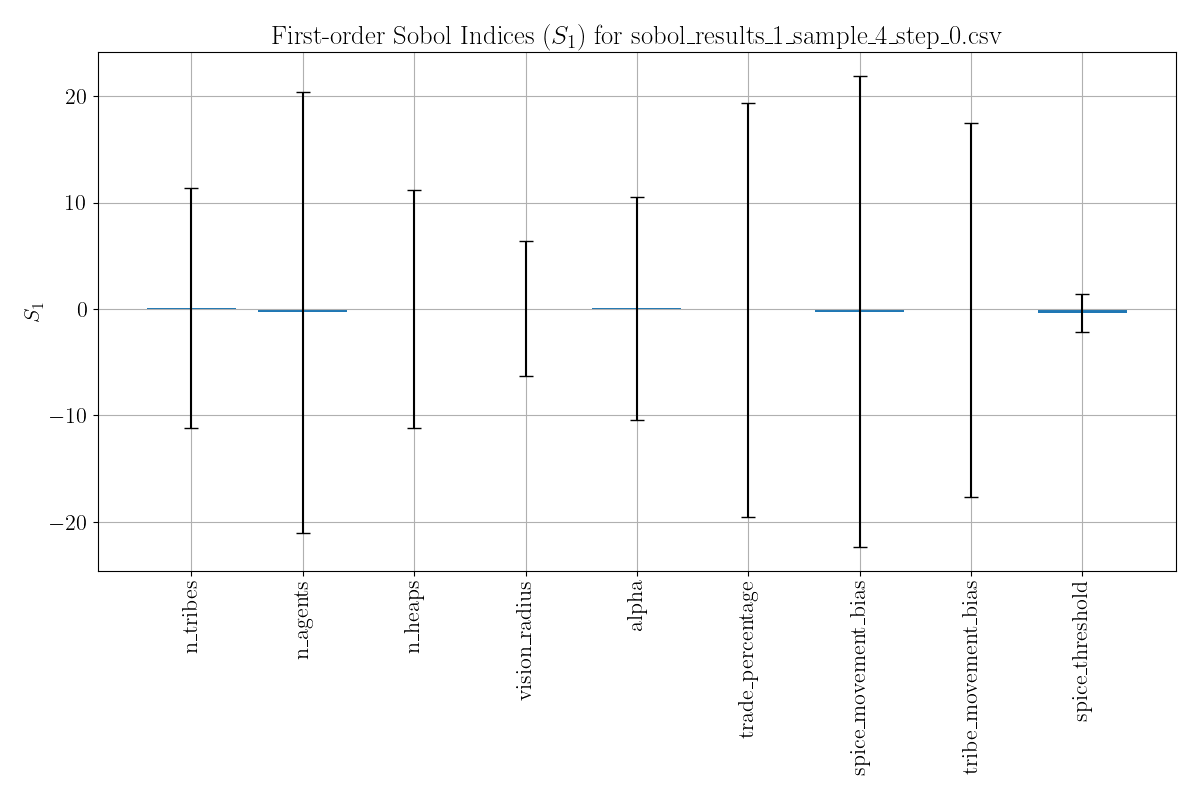 First-order Sobol Indices (S₁) for sobol_results_1_sample_4_step_0.csv
S₁
20
10
0
−10
−20
n_tribes
n_agents
n_heaps
vision_radius
alpha
trade_percentage
spice_movement_bias
tribe_movement_bias
spice_threshold